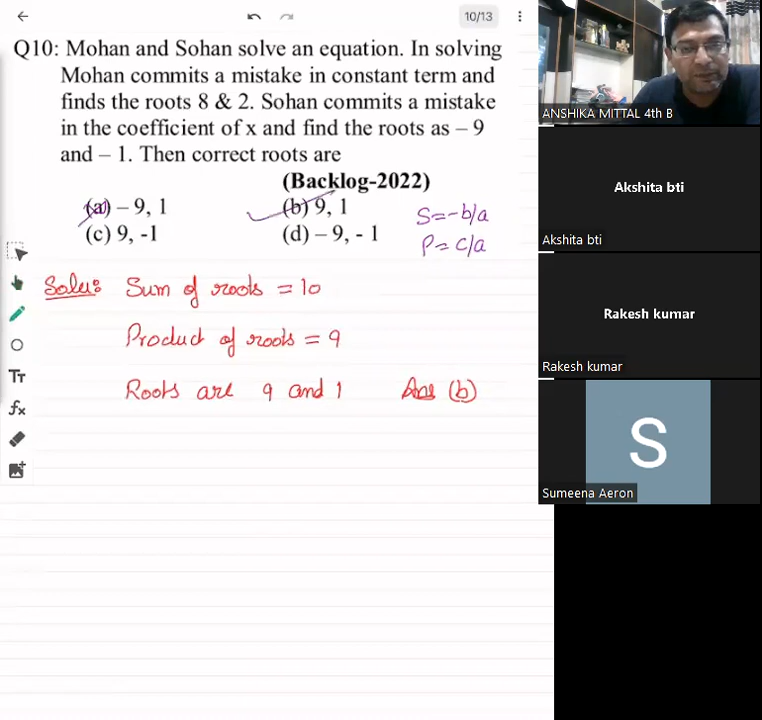 10/13
Q10: Mohan and Sohan solve an equation. In solving
Mohan commits a mistake in constant term and
finds the roots 8 & 2. Sohan commits a mistake
in the coefficient of x and find the roots as – 9
and – 1. Then correct roots are
(Backlog-2022)
(a) – 9, 1 (b) 9, 1
(c) 9, -1 (d) – 9, - 1
S = -b/a
P = c/a
Solu: Sum of roots = 10
Product of roots = 9
Roots are 9 and 1 Ans (b)
Tт
fx
ANSHIKA MITTAL 4th B
Akshita bti
Akshita bti
Rakesh kumar
Rakesh kumar
S
Sumeena Aeron